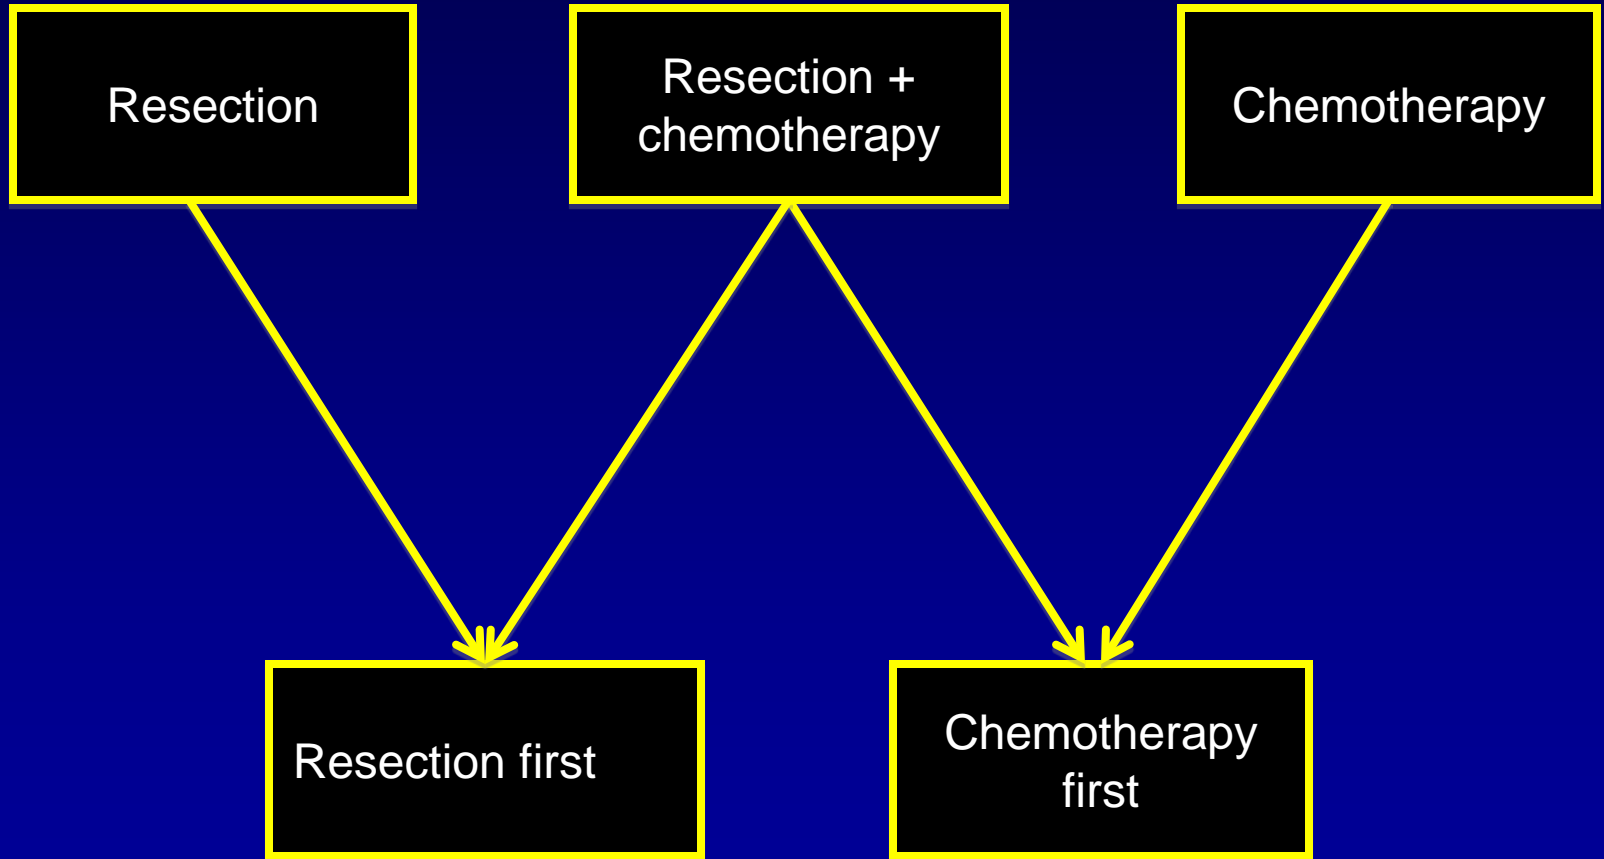 Resection
Resection +
chemotherapy
Chemotherapy
Resection first
Chemotherapy
first